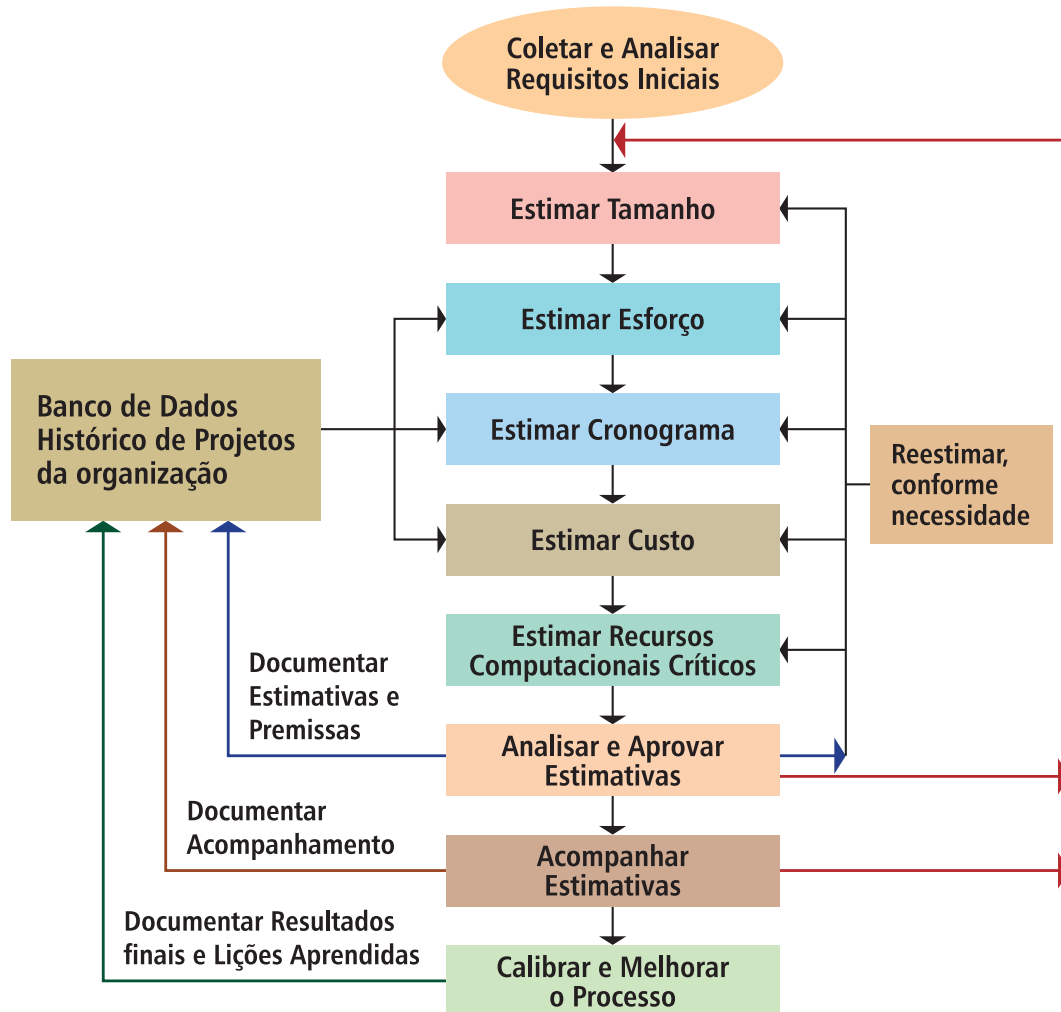 Coletar e Analisar
Requisitos Iniciais
Estimar Tamanho
Estimar Esforço
Banco de Dados
Histórico de Projetos
da organização
Estimar Cronograma
Reestimar,
conforme
necessidade
Estimar Custo
Estimar Recursos
Computacionais Críticos
Documentar
Estimativas e
Premissas
Analisar e Aprovar
Estimativas
Documentar
Acompanhamento
Acompanhar
Estimativas
Documentar Resultados
finais e Lições Aprendidas
Calibrar e Melhorar
o Processo